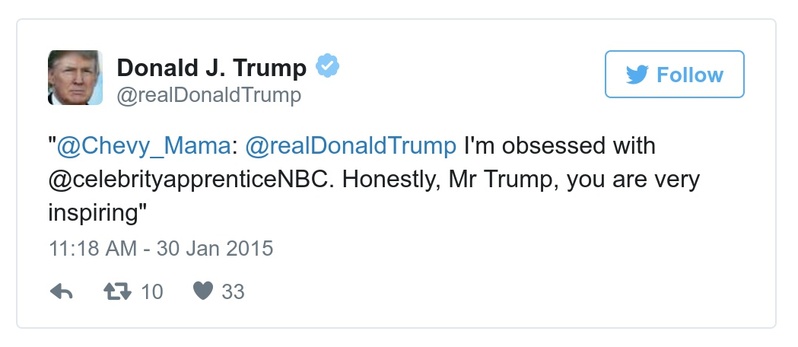 Donald J. Trump
@realDonaldTrump
Follow
"@Chevy_Mama: @realDonaldTrump I'm obsessed with
@celebrityapprenticeNBC. Honestly, Mr Trump, you are very
inspiring"
11:18 AM - 30 Jan 2015
10 33